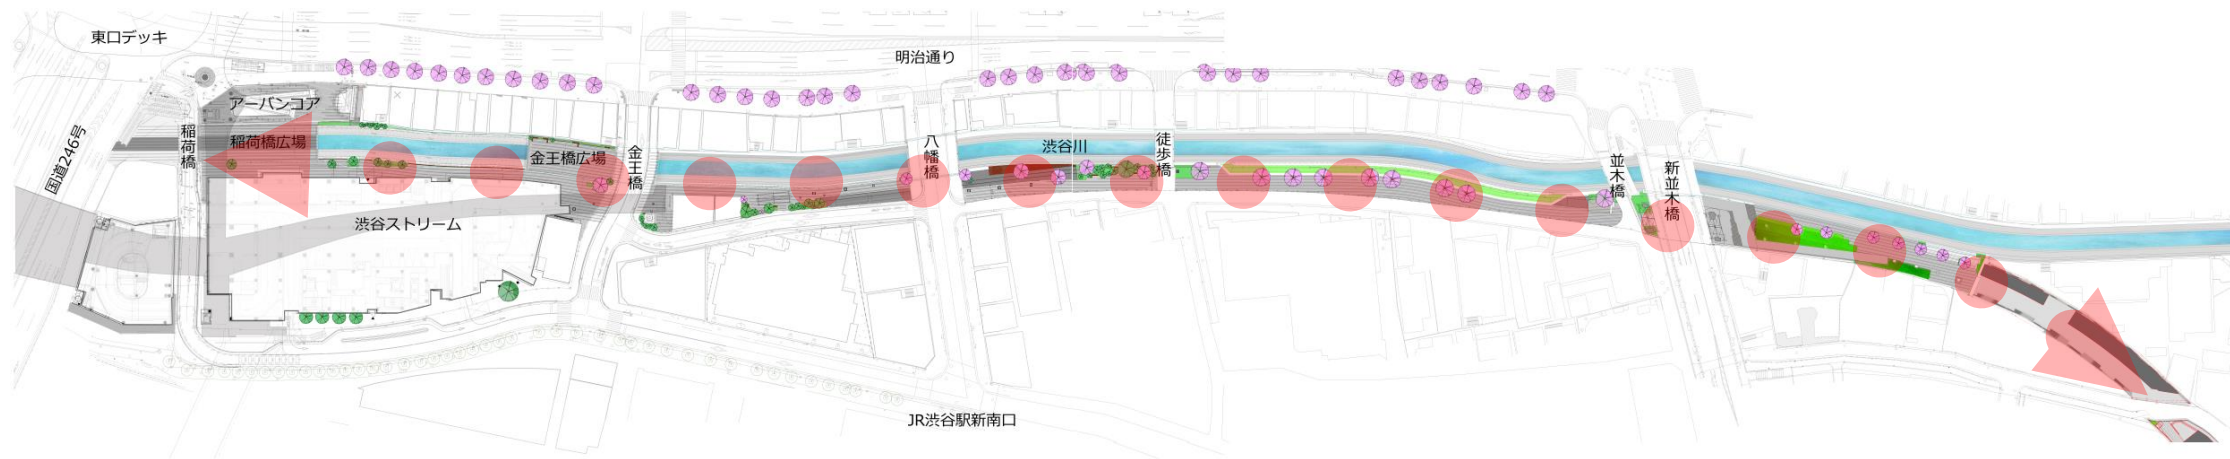 東口デッキ
明治通り
アーバンコア
国道246号
稲荷橋
稲荷橋広場
金王橋広場
金王橋
八幡橋
渋谷川
徒歩橋
並木橋
新並木橋
渋谷ストリーム
JR渋谷駅新南口